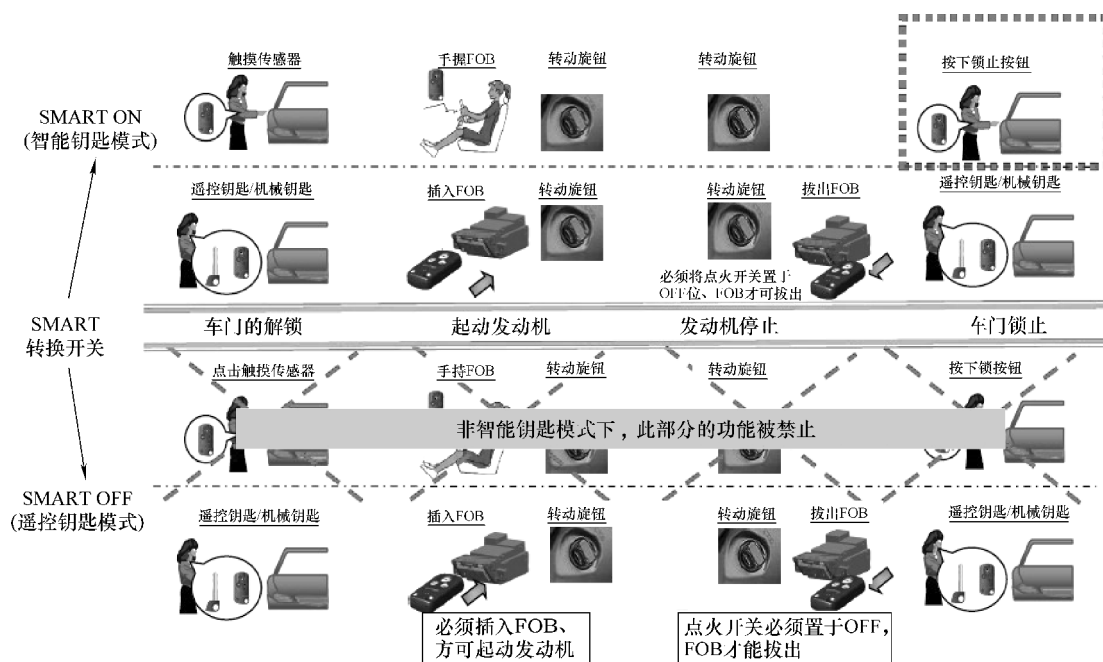 触摸传感器
手握FOB
转动旋钮
转动旋钮
按下锁止按钮
SMART ON
(智能钥匙模式)
遥控钥匙/机械钥匙
插入FOB
转动旋钮
转动旋钮
拔出FOB
遥控钥匙/机械钥匙
必须将点火开关置于
OFF位、FOB才可拔出
SMART
转换开关
车门的解锁
起动发动机
发动机停止
车门锁止
点击触摸传感器
手持FOB
转动旋钮
转动旋钮
按下锁按钮
非智能钥匙模式下，此部分的功能被禁止
SMART OFF
(遥控钥匙模式)
遥控钥匙/机械钥匙
插入FOB
转动旋钮
转动旋钮
拔出FOB
遥控钥匙/机械钥匙
必须插入FOB、
方可起动发动机
点火开关必须置于OFF,
FOB才能拔出